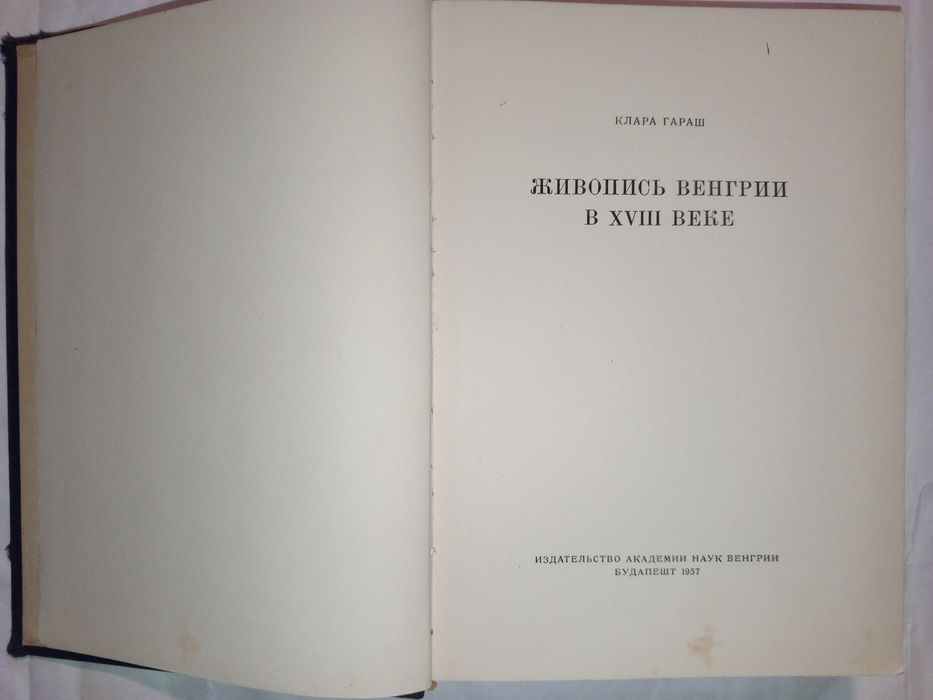 КЛАРА ГАРАШ
ЖИВОПИСЬ ВЕНГРИИ
В XVIII ВЕКЕ
ИЗДАТЕЛЬСТВО АКАДЕМИИ НАУК ВЕНГРИИ
БУДАПЕШТ 1957